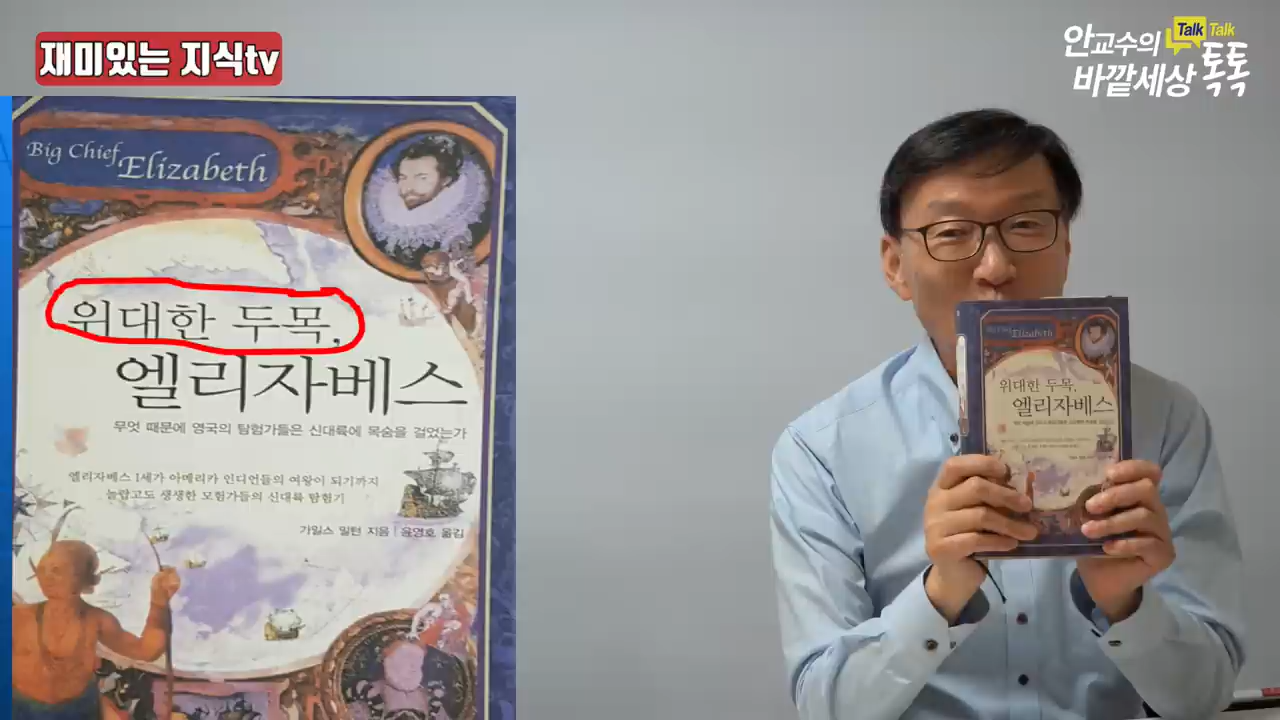 재미있는 지식tv
안교수의 Talk Talk
바깥세상 톡톡
Big Chief
Elizabeth
위대한 두목,
엘리자베스
무엇 때문에 영국의 탐험가들은 신대륙에 목숨을 걸었는가
엘리자베스 1세가 아메리카 인디언들의 여왕이 되기까지
놀랍고도 생생한 모험가들의 신대륙 탐험기
가일스 밀턴 지음 | 윤영호 옮김
Big Chief Elizabeth
위대한 두목,
엘리자베스